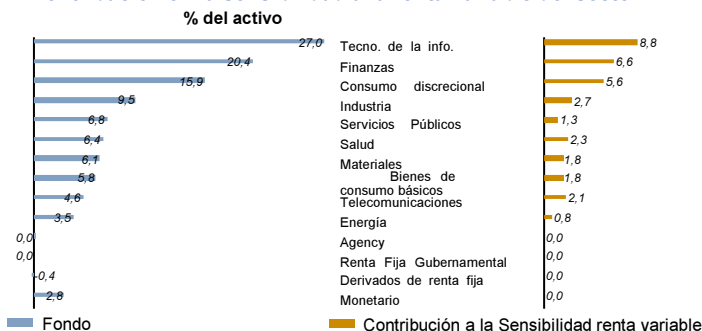 % del activo
27,0 Tecno. de la info. 8,8
20,4 Finanzas 6,6
15,9 Consumo discrecional 5,6
9,5 Industria 2,7
6,8 Servicios Públicos 1,3
6,4 Salud 2,3
6,1 Materiales 1,8
5,8 Bienes de consumo básicos 1,8
4,6 Telecomunicaciones 2,1
3,5 Energía 0,8
0,0 Agency 0,0
0,0 Renta Fija Gubernamental 0,0
-0,4 Derivados de renta fija 0,0
2,8 Monetario 0,0
Fondo Contribución a la Sensibilidad renta variable